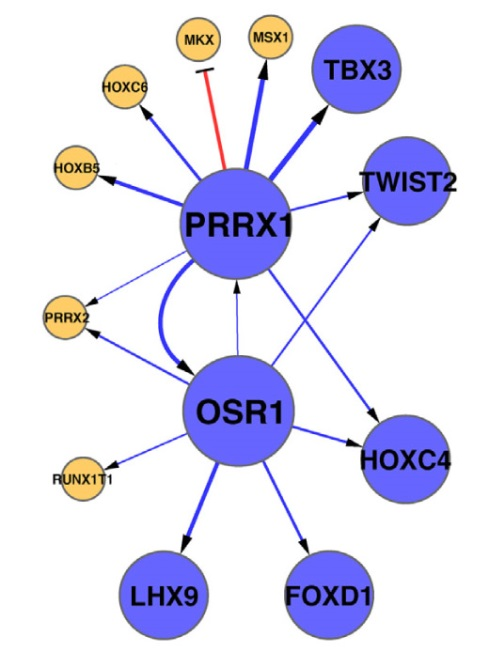 MKX
MSX1
TBX3
HOXC6
HOXB5
TWIST2
PRRX1
PRRX2
OSR1
HOXC4
RUNX1T1
LHX9
FOXD1